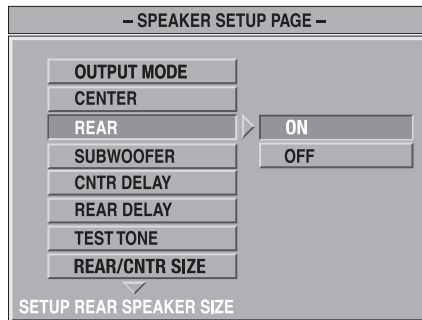 – SPEAKER SETUP PAGE –
OUTPUT MODE
CENTER
REAR
ON
SUBWOOFER
OFF
CNTR DELAY
REAR DELAY
TEST TONE
REAR/CNTR SIZE
SETUP REAR SPEAKER SIZE